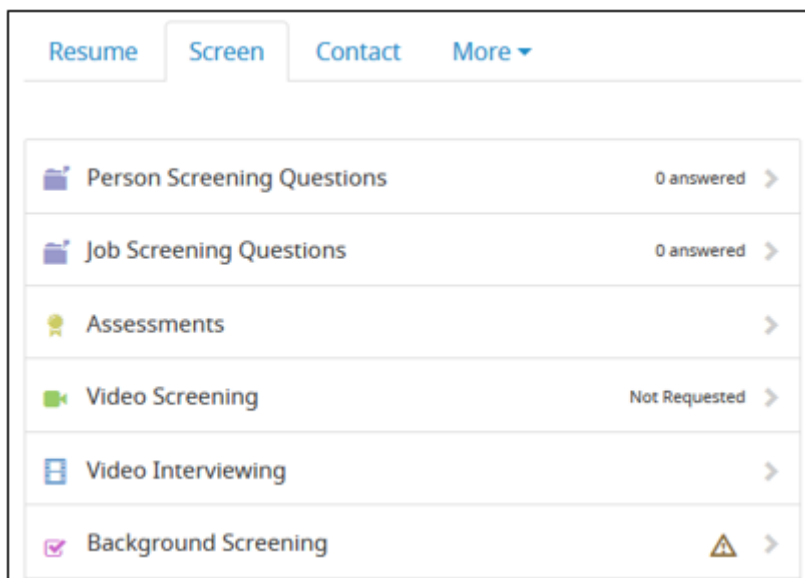 Resume Screen Contact More
Person Screening Questions 0 answered
Job Screening Questions 0 answered
Assessments
Video Screening Not Requested
Video Interviewing
Background Screening